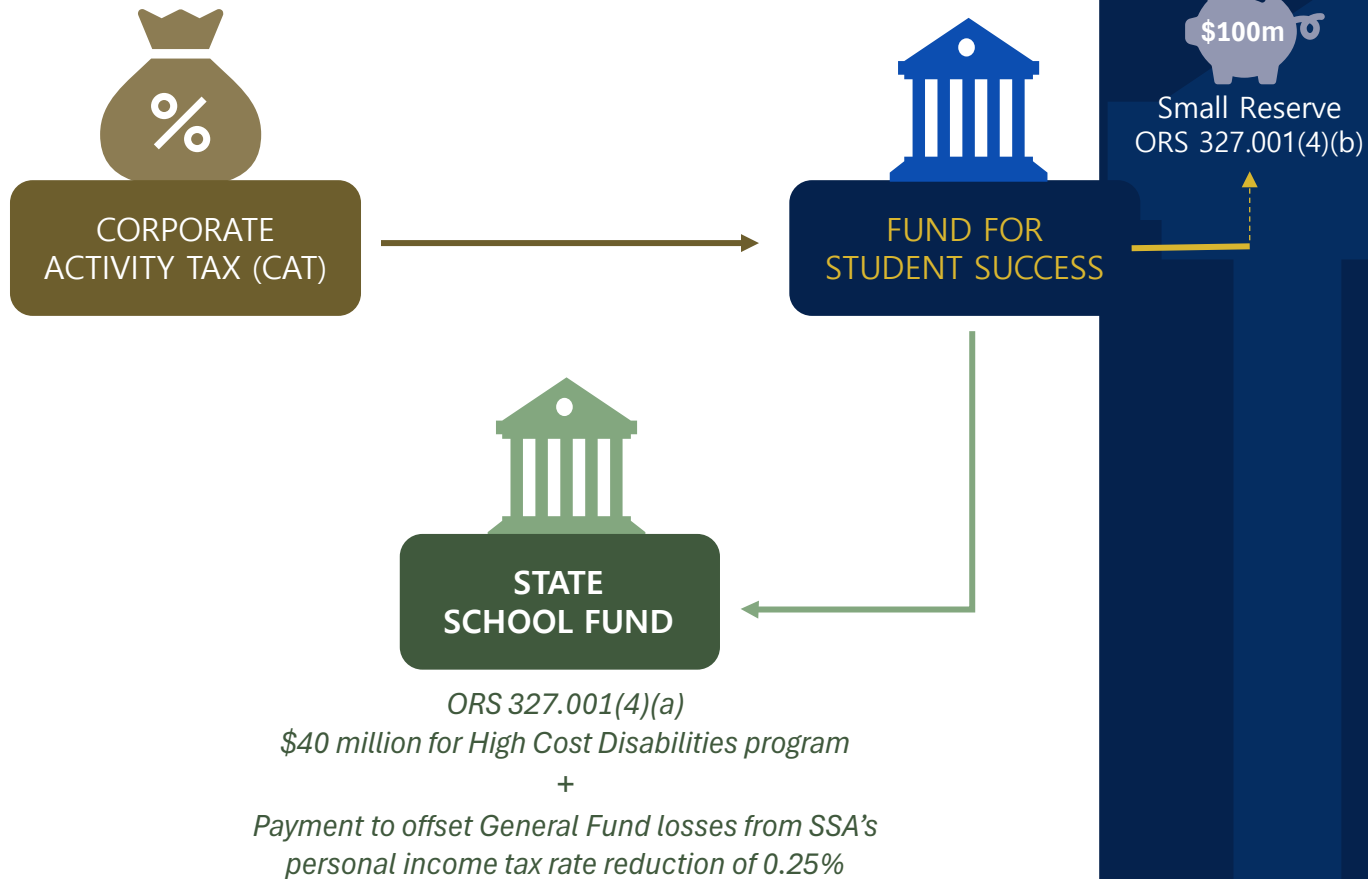 $100m
Small Reserve
ORS 327.001(4)(b)
%
CORPORATE
ACTIVITY TAX (CAT)
FUND FOR
STUDENT SUCCESS
STATE
SCHOOL FUND
ORS 327.001(4)(a)
$40 million for High Cost Disabilities program
+
Payment to offset General Fund losses from SSA's
personal income tax rate reduction of 0.25%